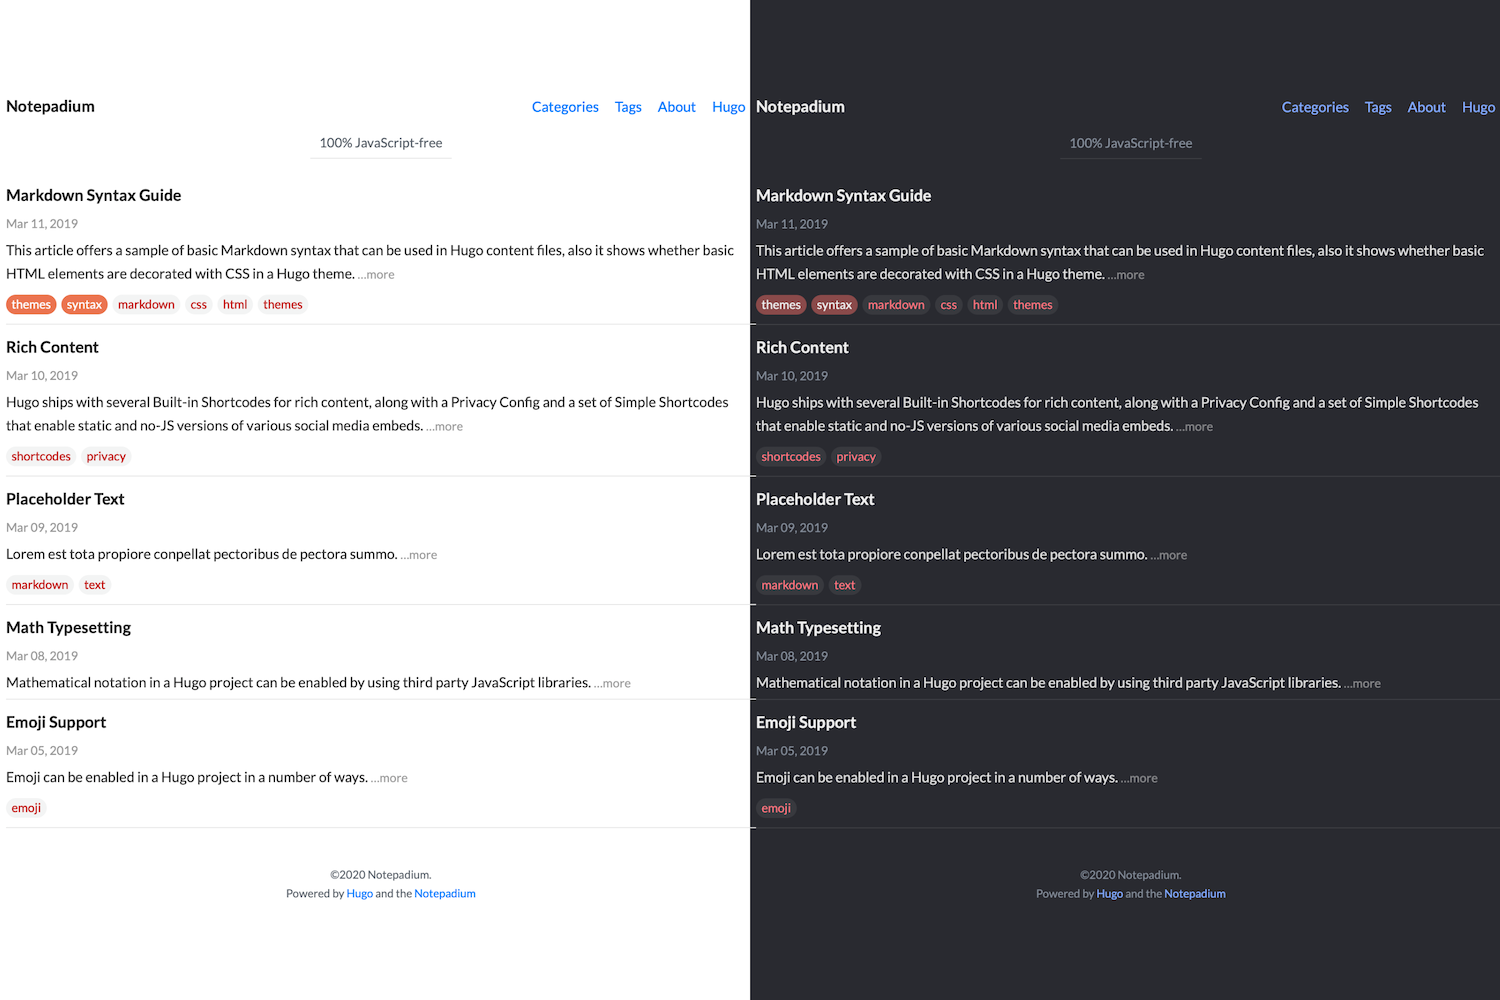 Notepadium
Categories Tags About Hugo
100% JavaScript-free
Markdown Syntax Guide
Mar 11, 2019
This article offers a sample of basic Markdown syntax that can be used in Hugo content files, also it shows whether basic
HTML elements are decorated with CSS in a Hugo theme. ...more
themes syntax markdown css html themes
Rich Content
Mar 10, 2019
Hugo ships with several Built-in Shortcodes for rich content, along with a Privacy Config and a set of Simple Shortcodes
that enable static and no-JS versions of various social media embeds. ...more
shortcodes privacy
Placeholder Text
Mar 09, 2019
Lorem est tota propiore conpellat pectoribus de pectora summo. ...more
markdown text
Math Typesetting
Mar 08, 2019
Mathematical notation in a Hugo project can be enabled by using third party JavaScript libraries. ...more
Emoji Support
Mar 05, 2019
Emoji can be enabled in a Hugo project in a number of ways. ...more
emoji
©2020 Notepadium.
Powered by Hugo and the Notepadium
Notepadium
Categories Tags About Hugo
100% JavaScript-free
Markdown Syntax Guide
Mar 11, 2019
This article offers a sample of basic Markdown syntax that can be used in Hugo content files, also it shows whether basic
HTML elements are decorated with CSS in a Hugo theme. ...more
themes syntax markdown css html themes
Rich Content
Mar 10, 2019
Hugo ships with several Built-in Shortcodes for rich content, along with a Privacy Config and a set of Simple Shortcodes
that enable static and no-JS versions of various social media embeds. ...more
shortcodes privacy
Placeholder Text
Mar 09, 2019
Lorem est tota propiore conpellat pectoribus de pectora summo. ...more
markdown text
Math Typesetting
Mar 08, 2019
Mathematical notation in a Hugo project can be enabled by using third party JavaScript libraries. ...more
Emoji Support
Mar 05, 2019
Emoji can be enabled in a Hugo project in a number of ways. ...more
emoji
©2020 Notepadium.
Powered by Hugo and the Notepadium